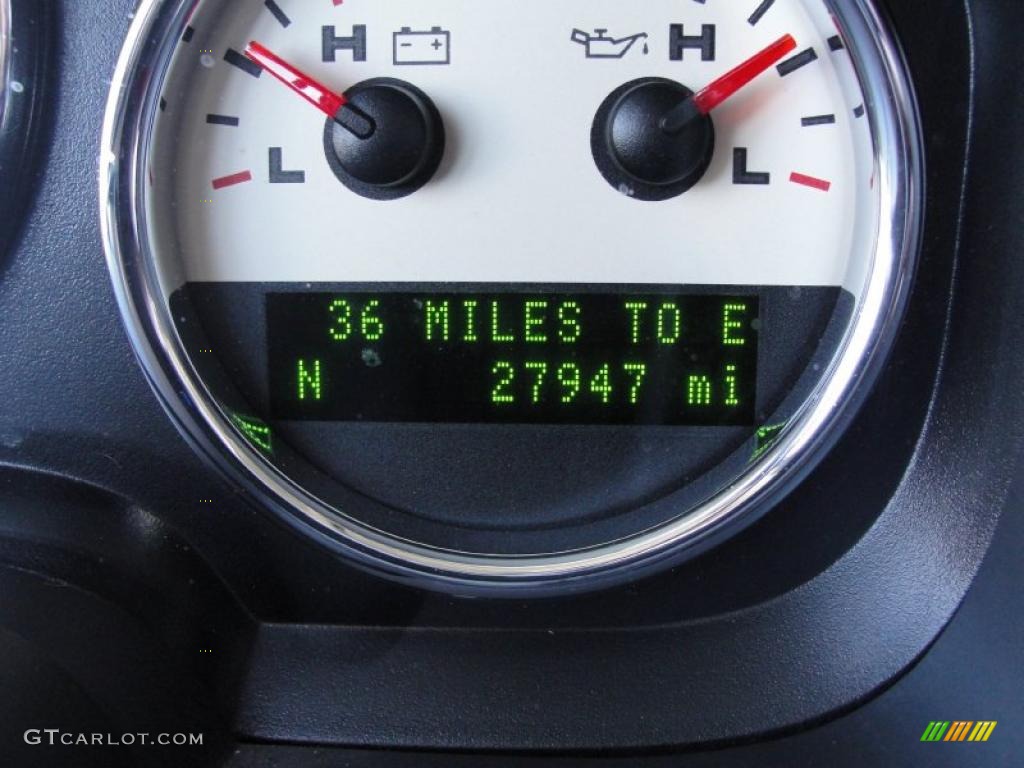 H H
L L
36 MILES TO E
N 27947 mi
GTCARLOT.COM